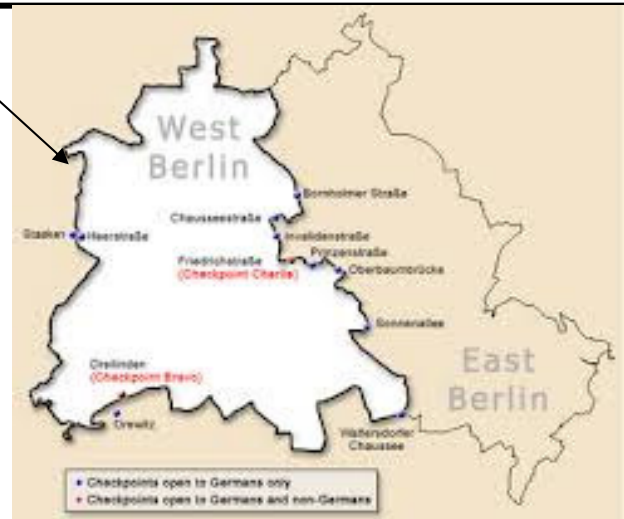 West
Berlin
Bornholmer Straße
Chausseestraße
Invalidenstraße
Staaken
Heerstraße
Prinzenstraße
Friedrichstraße
(Checkpoint Charlie)
Oberbaumbrücke
Sonnenallee
Dreilinden
(Checkpoint Bravo)
Drewitz
East
Berlin
Waltersdorfer
Chaussee
Checkpoints open to Germans only
Checkpoints open to Germans and non-Germans